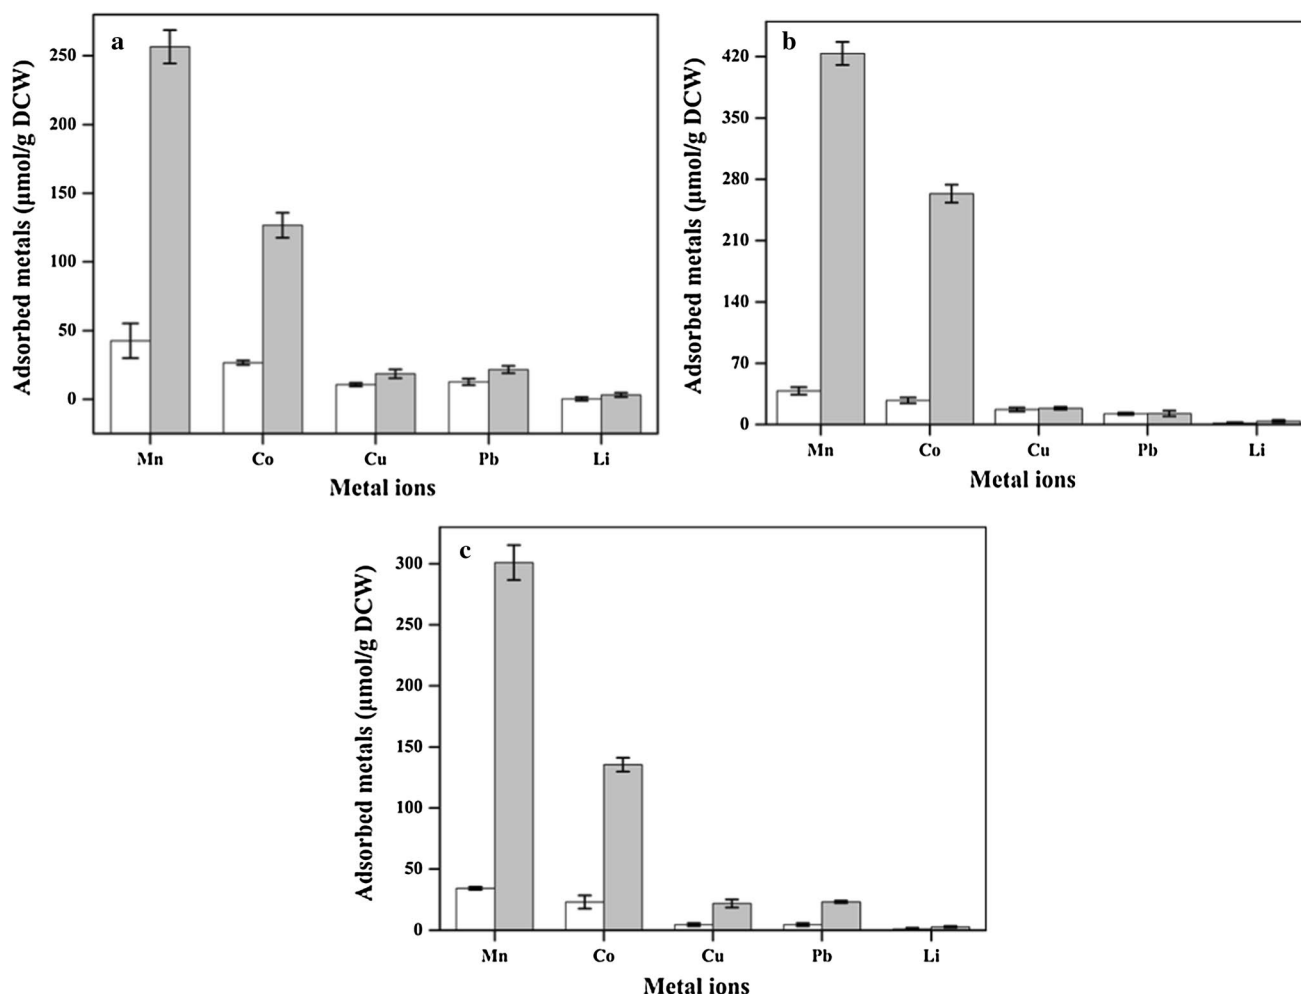 a
Adsorbed metals (µmol/g DCW)
250
200
150
100
50
0
Mn Co Cu Pb Li
Metal ions
b
Adsorbed metals (µmol/g DCW)
420
350
280
210
140
70
0
Mn Co Cu Pb Li
Metal ions
c
Adsorbed metals (µmol/g DCW)
300
250
200
150
100
50
0
Mn Co Cu Pb Li
Metal ions